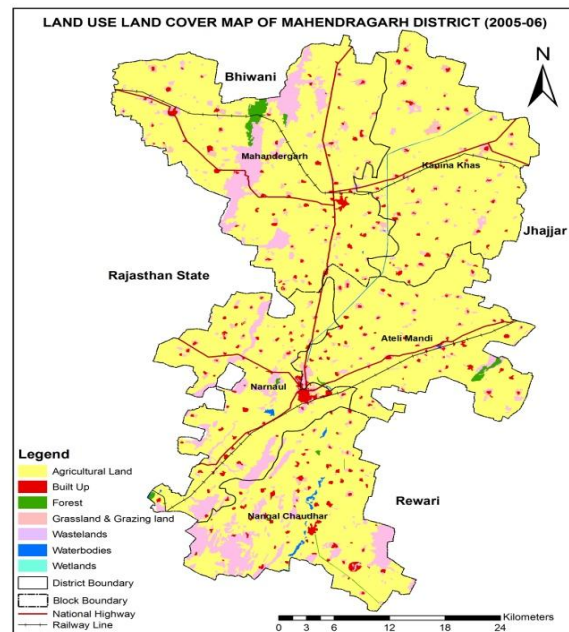 LAND USE LAND COVER MAP OF MAHENDRAGARH DISTRICT (2005-06)
N
Bhiwani
Mahandergarh
Kanina Khas
Jhajjar
Rajasthan State
Ateli Mandi
Narnaul
Rewari
Nangal Chaudhar
Legend
Agricultural Land
Built Up
Forest
Grassland & Grazing land
Wastelands
Waterbodies
Wetlands
District Boundary
Block Boundary
National Highway
Railway Line
Kilometers
0 3 6 12 18 24